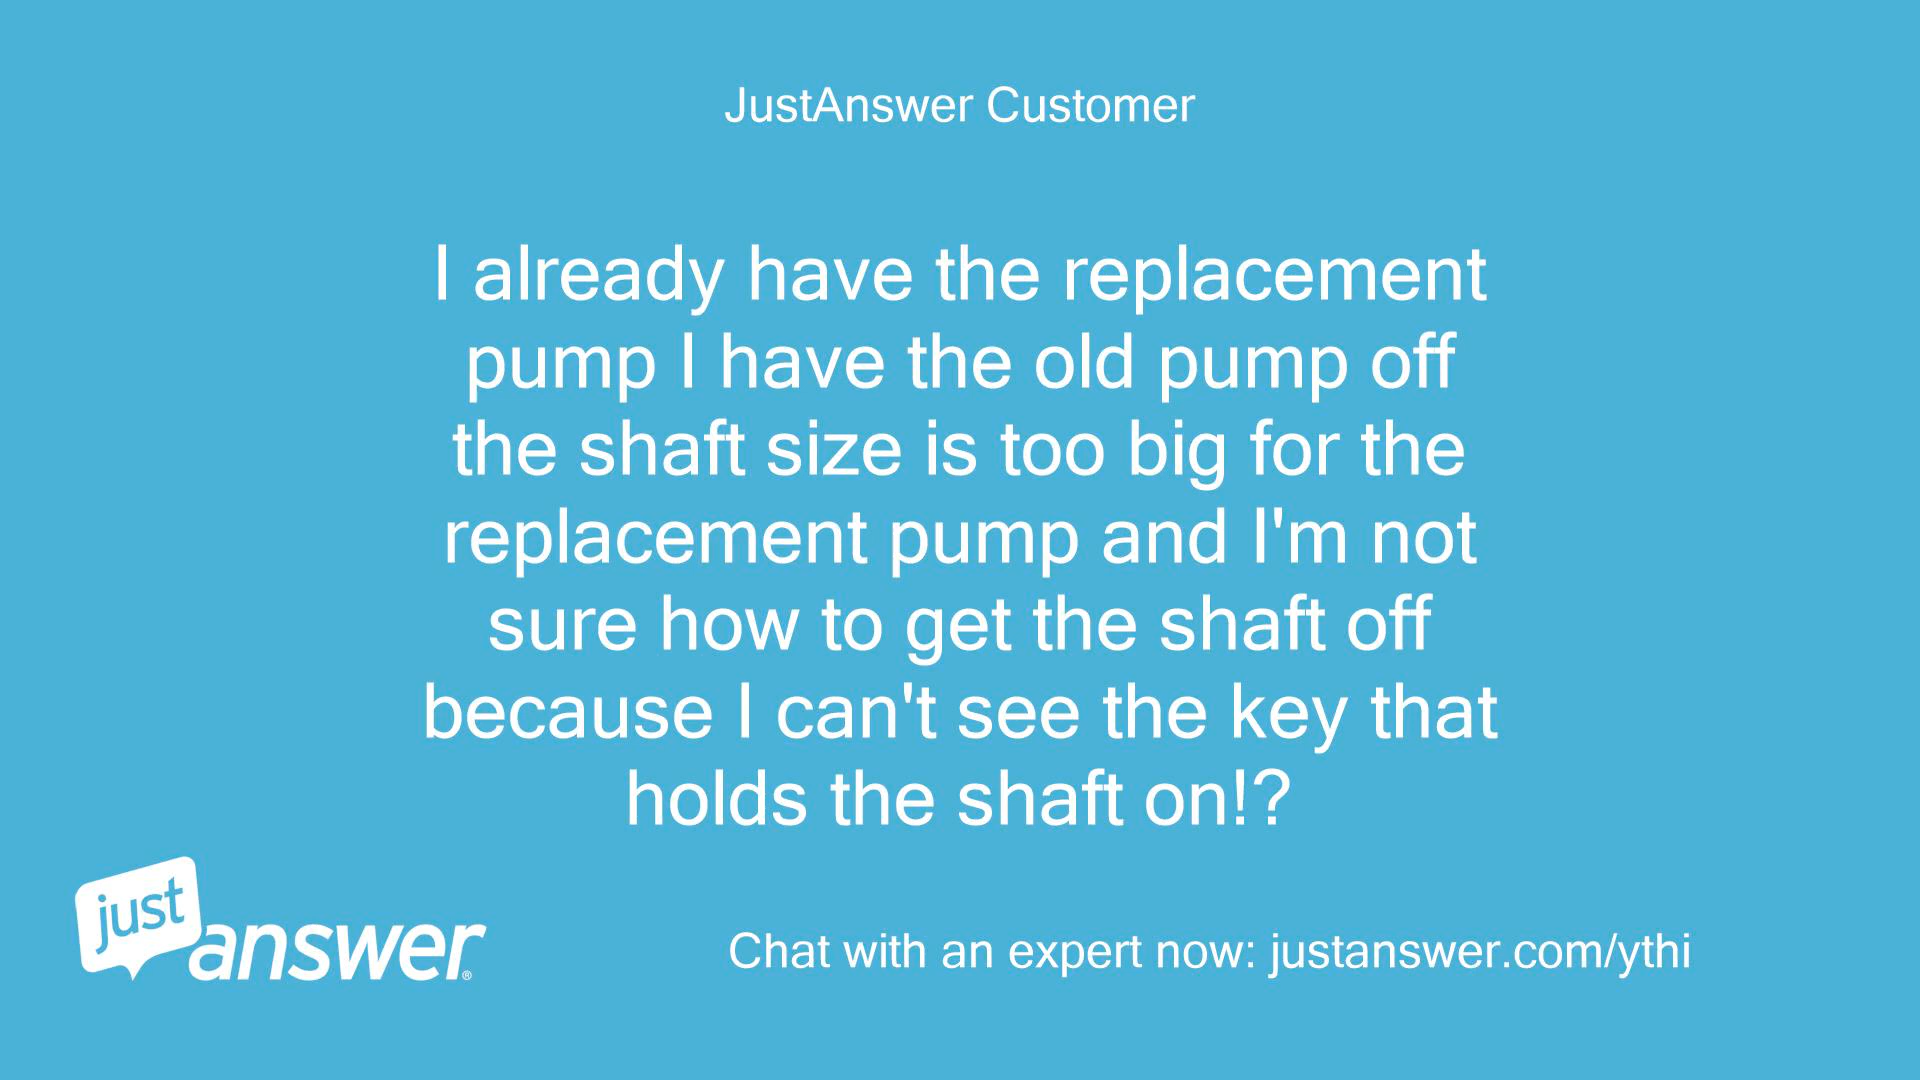 JustAnswer Customer
I already have the replacement
pump I have the old pump off
the shaft size is too big for the
replacement pump and I'm not
sure how to get the shaft off
because I can't see the key that
holds the shaft on!?
just
answer®
Chat with an expert now: justanswer.com/ythi